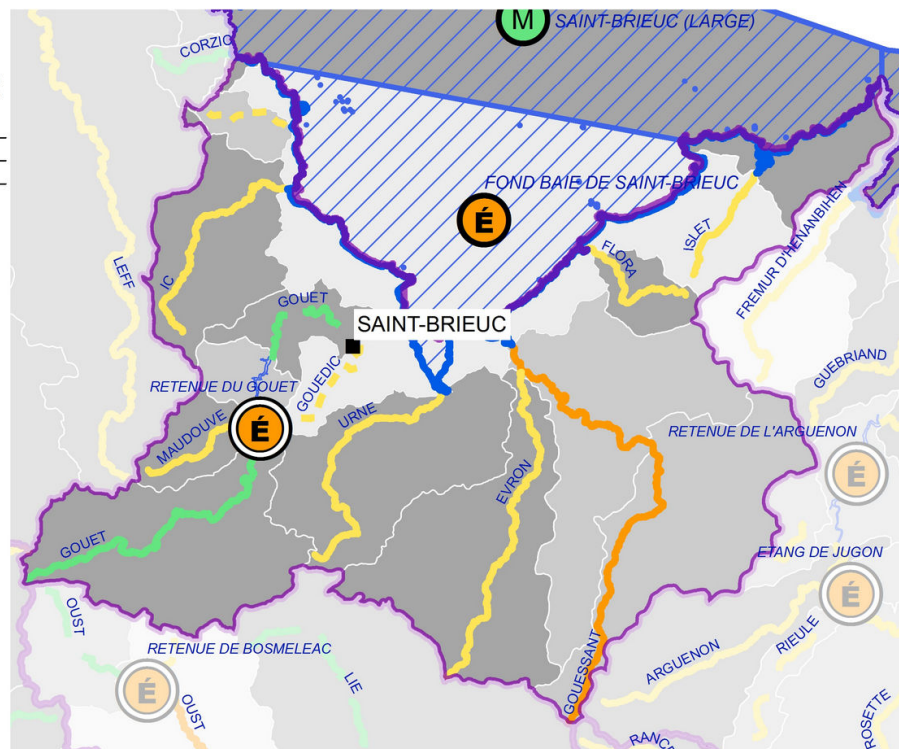 M
SAINT-BRIEUC (LARGE)
CORZIC
FOND BAIE DE SAINT-BRIEUC
É
LEFF
IC
ISLET
FLORA
FREMUR D'HENANBIHEN
GOUET
SAINT-BRIEUC
GUEBRIAND
RETENUE DU GOUET
GOUEDIC
É
MAUDOUVE
URNE
RETENUE DE L'ARGUENON
É
EVRON
GOUET
ETANG DE JUGON
É
OUST
RETENUE DE BOSMELEAC
É
OUST
LIE
GOUESSANT
ARGUENON
RIEULE
ROSETTE
RANC